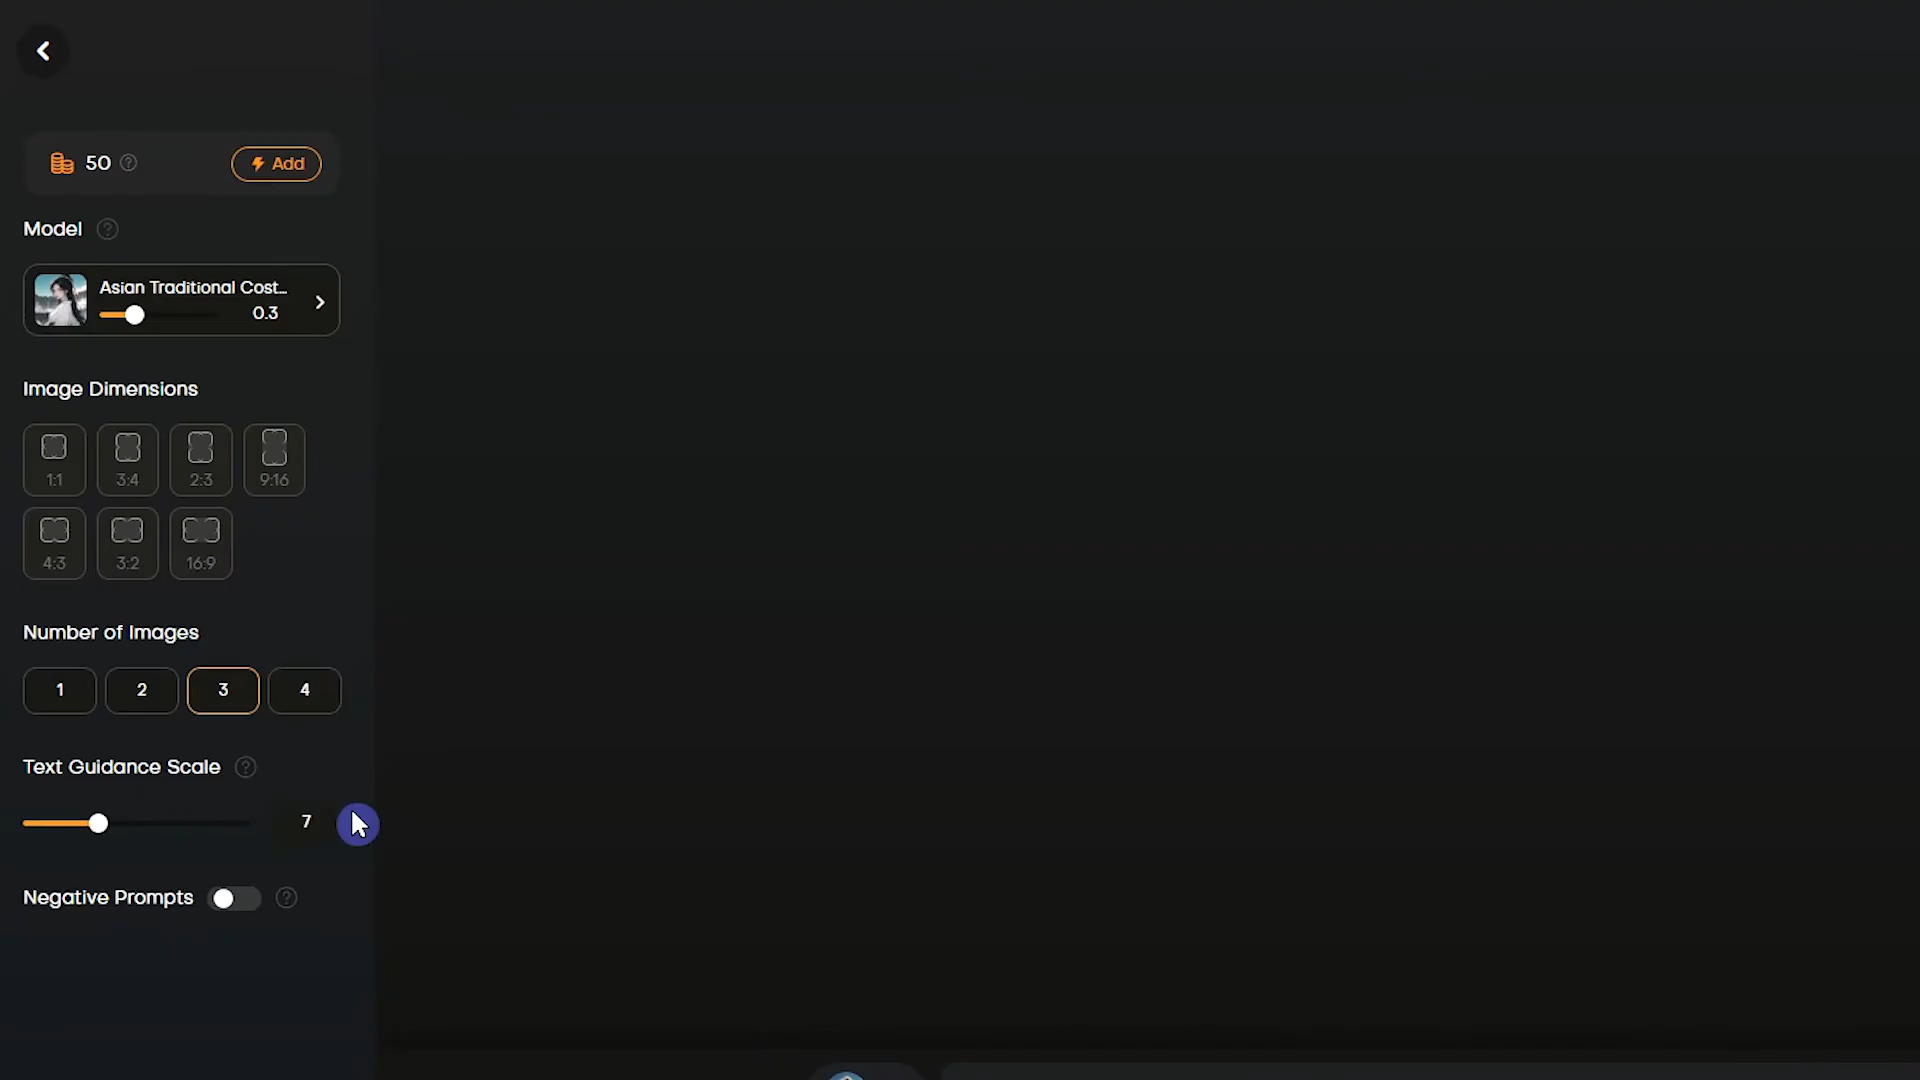 50
Add
Model
Asian Traditional Cost...
0.3
Image Dimensions
1:1 3:4 2:3 9:16
4:3 3:2 16:9
Number of Images
1 2 3 4
Text Guidance Scale
7
Negative Prompts